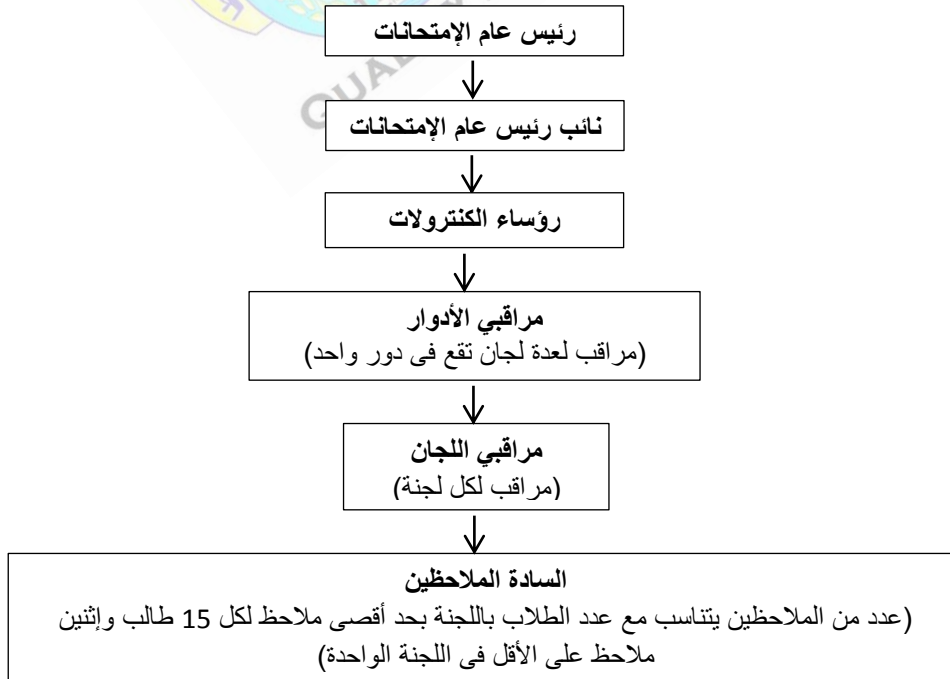 QUAL
رئيس عام الإمتحانات
نائب رئيس عام الإمتحانات
رؤساء الكنترولات
مراقبي الأدوار
(مراقب لعدة لجان تقع فى دور واحد)
مراقبي اللجان
(مراقب لكل لجنة)
السادة الملاحظين
(عدد من الملاحظين يتناسب مع عدد الطلاب باللجنة بحد أقصى ملاحظ لكل 15 طالب وإثنين
ملاحظ على الأقل فى اللجنة الواحدة)